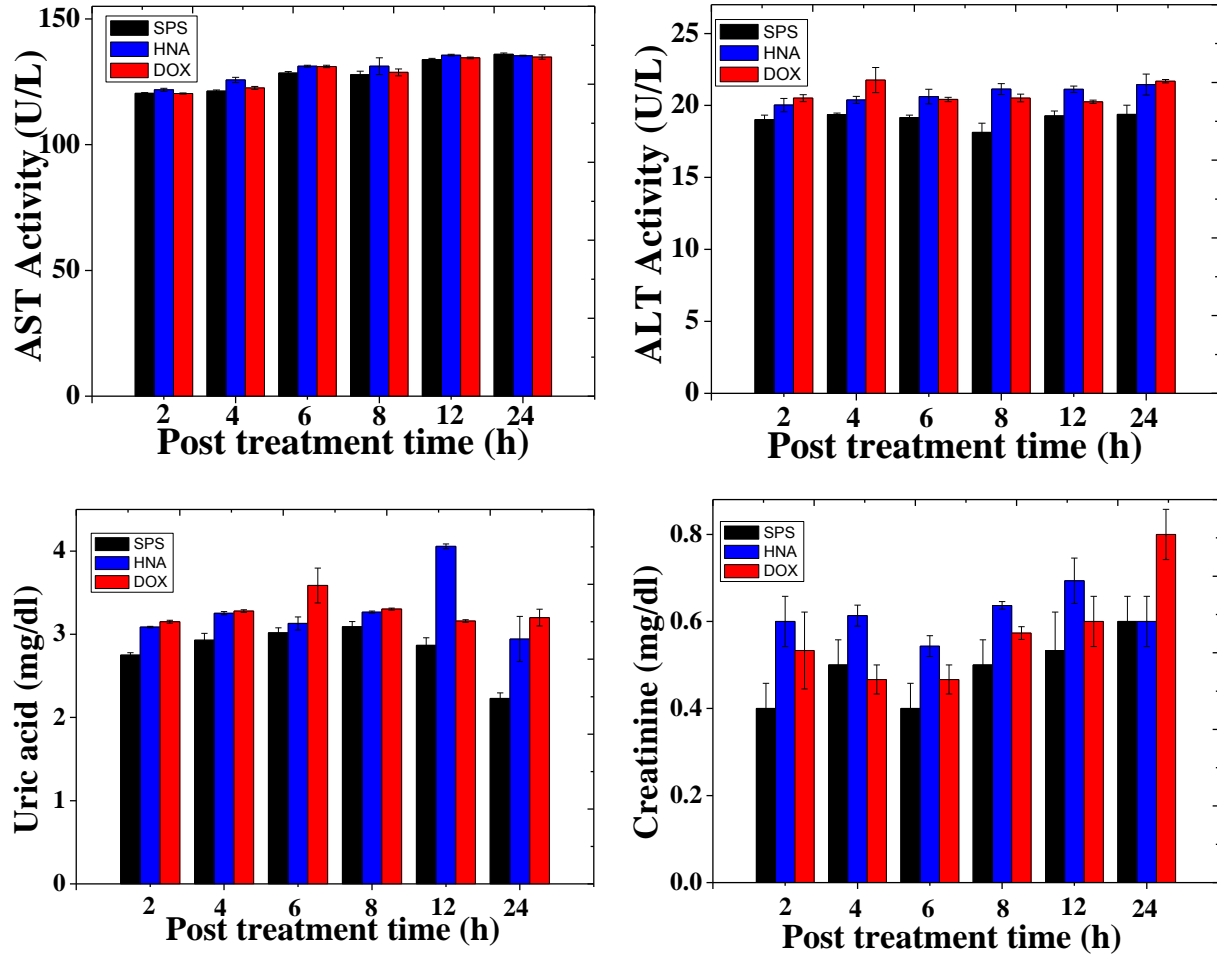 AST Activity (U/L)
150
100
50
0
SPS
HNA
DOX
2 4 6 8 12 24
Post treatment time (h)
ALT Activity (U/L)
25
20
15
10
5
0
SPS
HNA
DOX
2 4 6 8 12 24
Post treatment time (h)
Uric acid (mg/dl)
4
3
2
1
0
SPS
HNA
DOX
2 4 6 8 12 24
Post treatment time (h)
Creatinine (mg/dl)
0.8
0.6
0.4
0.2
0.0
SPS
HNA
DOX
2 4 6 8 12 24
Post treatment time (h)